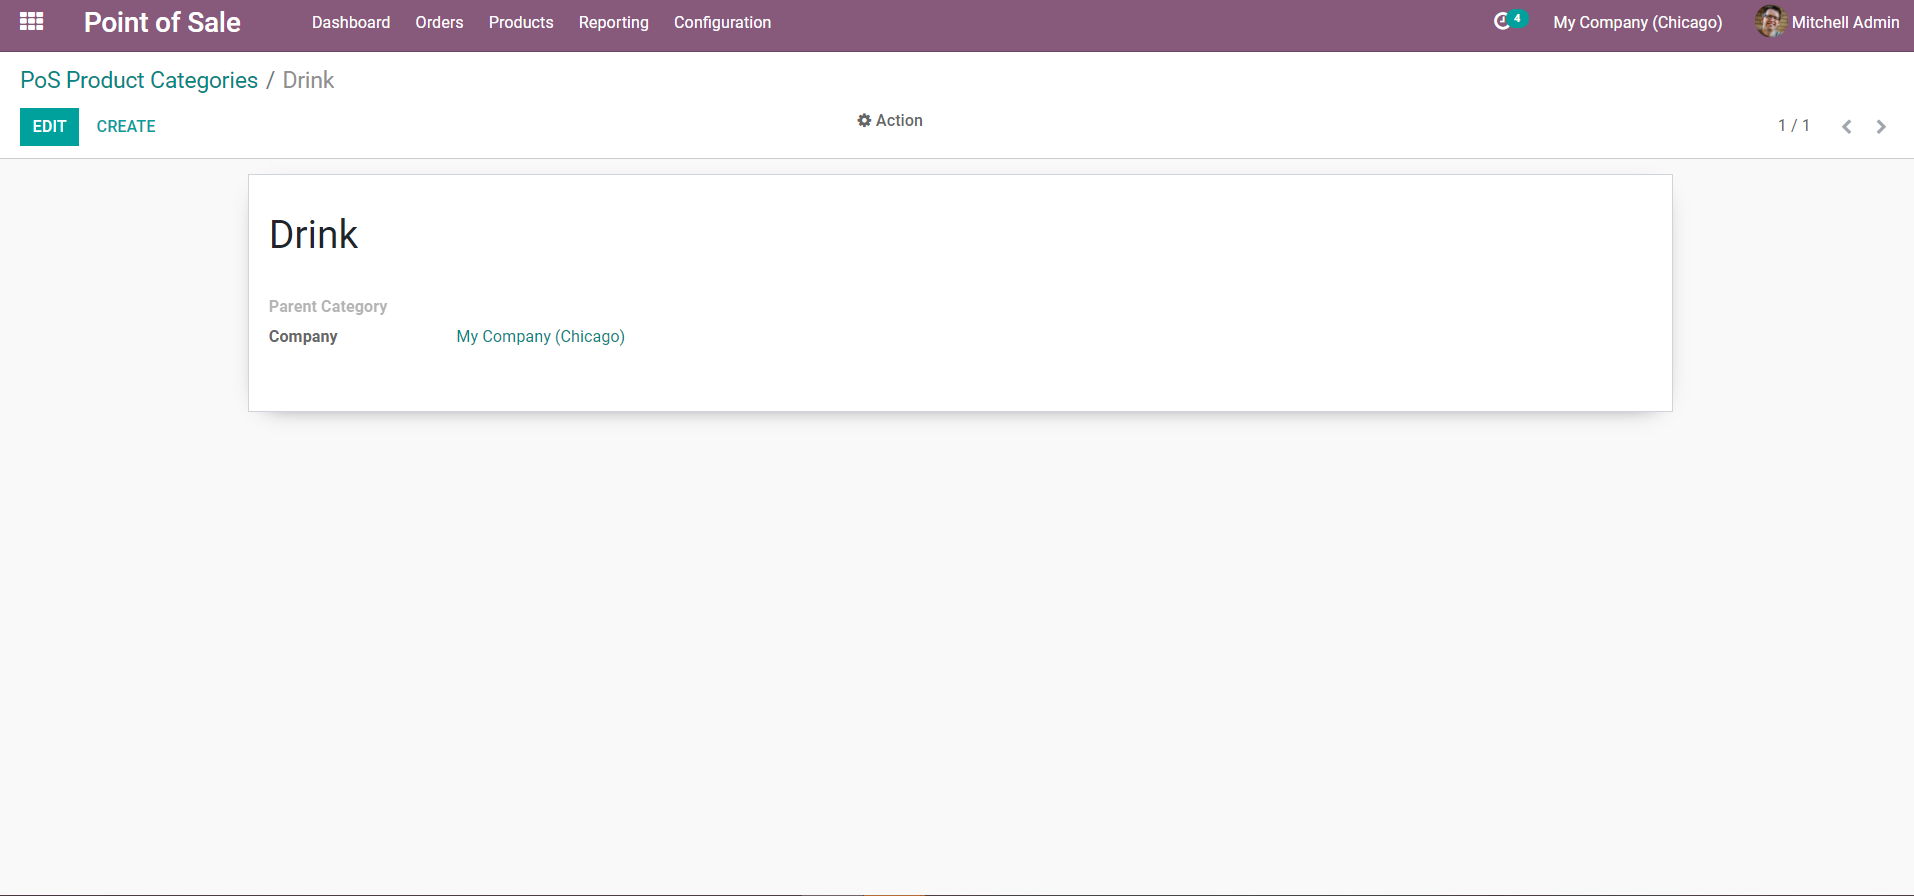 Point of Sale Dashboard Orders Products Reporting Configuration 4 My Company (Chicago) Mitchell Admin
PoS Product Categories / Drink
EDIT CREATE Action 1 / 1
Drink
Parent Category
Company My Company (Chicago)